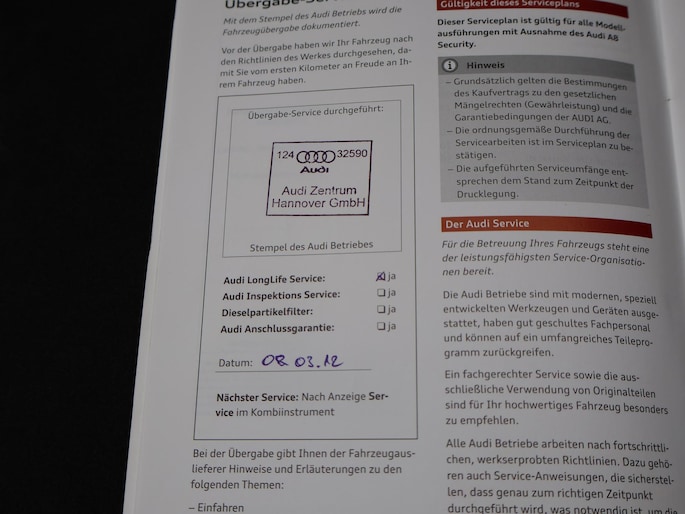 Übergabe-Ser
Mit dem Stempel des Audi Betriebs wird die
Fahrzeugübergabe dokumentiert.
Vor der Übergabe haben wir Ihr Fahrzeug nach
den Richtlinien des Werkes durchgesehen, da-
mit Sie vom ersten Kilometer an Freude an Ih-
rem Fahrzeug haben.
Übergabe-Service durchgeführt:
124 32590
Audi
Audi Zentrum
Hannover GmbH
Stempel des Audi Betriebes
Audi LongLife Service: ja
Audi Inspektions Service: ja
Dieselpartikelfilter: ja
Audi Anschlussgarantie: ja
Datum: 08.03.12
Nächster Service: Nach Anzeige Ser-
vice im Kombiinstrument
Bei der Übergabe gibt Ihnen der Fahrzeugaus-
lieferer Hinweise und Erläuterungen zu den
folgenden Themen:
– Einfahren
Gültigkeit dieses Serviceplans
Dieser Serviceplan ist gültig für alle Modell-
ausführungen mit Ausnahme des Audi A8
Security.
i Hinweis
– Grundsätzlich gelten die Bestimmungen
des Kaufvertrags zu den gesetzlichen
Mängelrechten (Gewährleistung) und die
Garantiebedingungen der AUDI AG.
– Die ordnungsgemäße Durchführung der
Servicearbeiten ist im Serviceplan zu be-
stätigen.
– Die aufgeführten Serviceumfänge ent-
sprechen dem Stand zum Zeitpunkt der
Drucklegung.
Der Audi Service
Für die Betreuung Ihres Fahrzeugs steht eine
der leistungsfähigsten Service-Organisatio-
nen bereit.
Die Audi Betriebe sind mit modernen, speziell
entwickelten Werkzeugen und Geräten ausge-
stattet, haben gut geschultes Fachpersonal
und können auf ein umfangreiches Teilepro-
gramm zurückgreifen.
Ein fachgerechter Service sowie die aus-
schließliche Verwendung von Originalteilen
sind für Ihr hochwertiges Fahrzeug besonders
zu empfehlen.
Alle Audi Betriebe arbeiten nach fortschrittli-
chen, werkserprobten Richtlinien. Dazu gehö-
ren auch Service-Anweisungen, die sicherstel-
len, dass genau zum richtigen Zeitpunkt
durchgeführt wird, was notwendig ist, um die